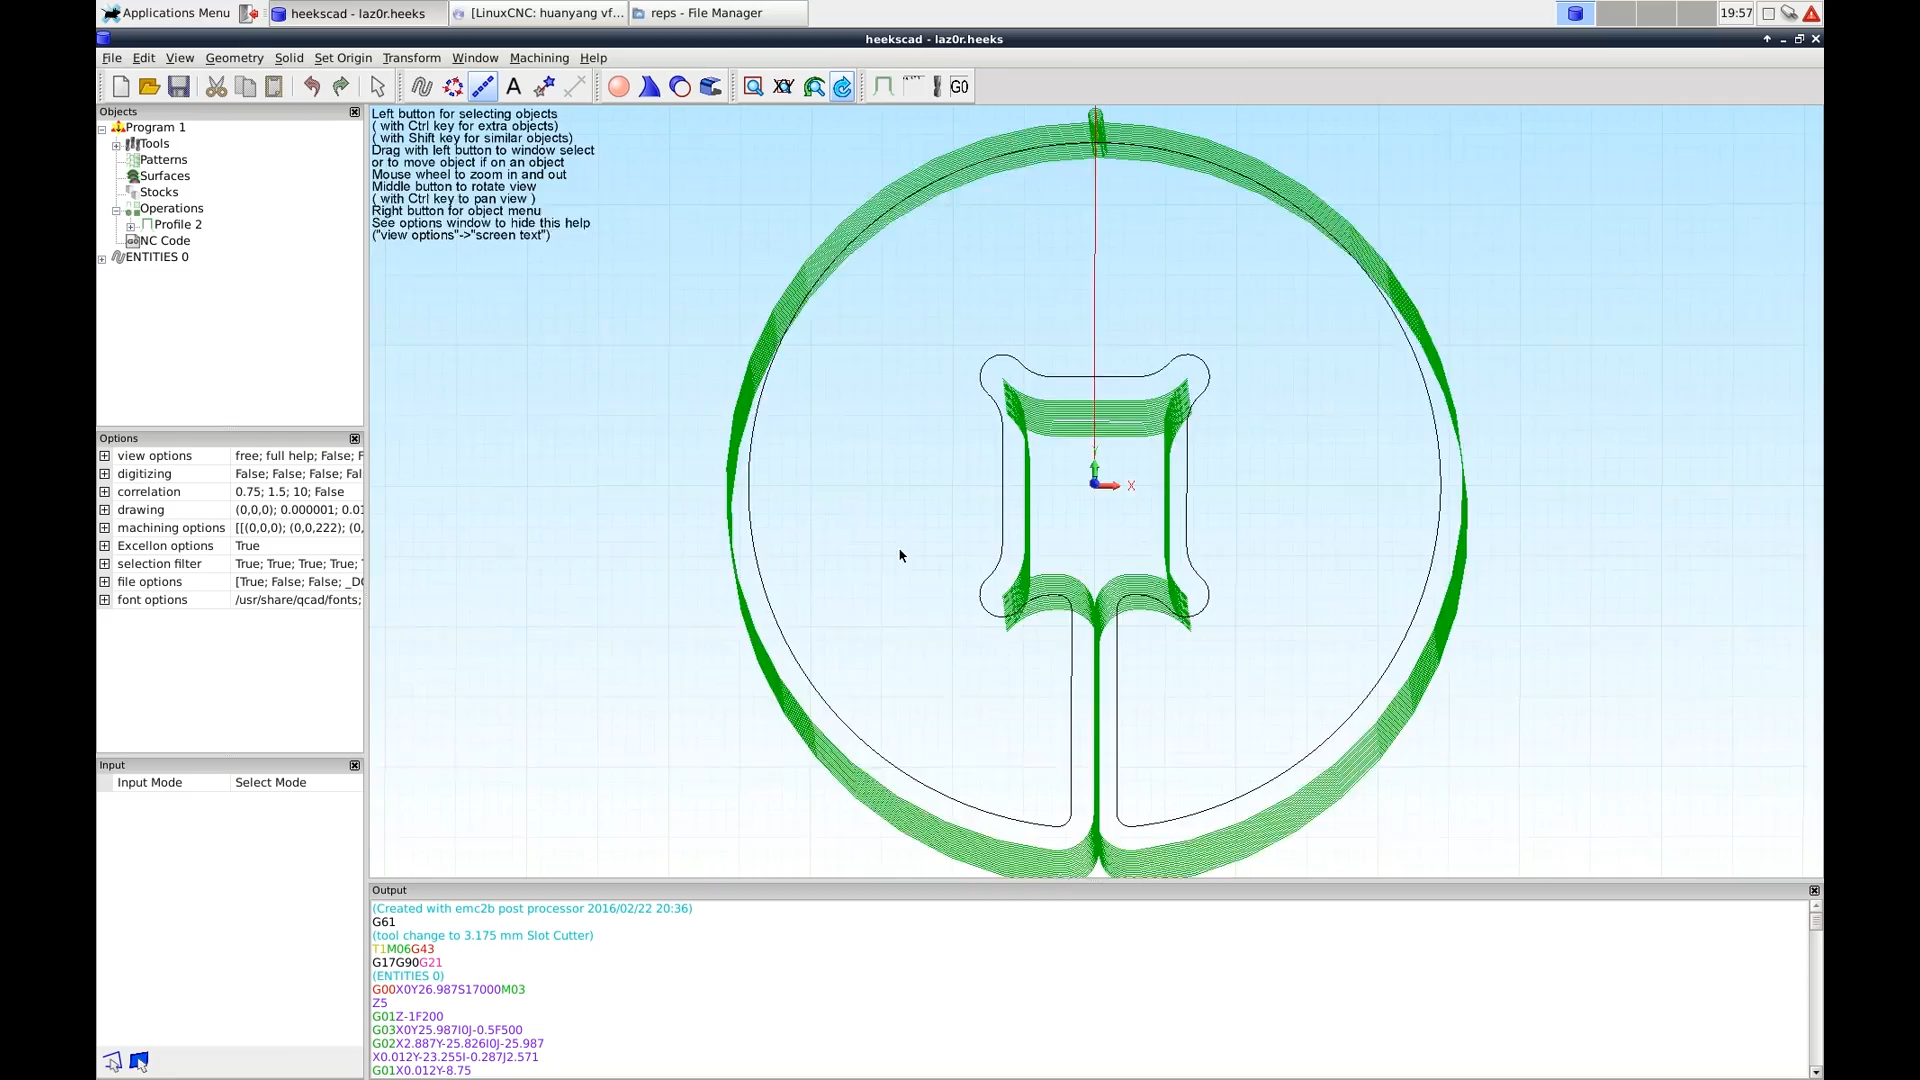 Applications Menu heekscad - laz0r.heeks [LinuxCNC: huanyang vf... reps - File Manager 19:57
heekscad - laz0r.heeks
File Edit View Geometry Solid Set Origin Transform Window Machining Help
A G0
Objects
Program 1
Tools
Patterns
Surfaces
Stocks
Operations
Profile 2
NC Code
ENTITIES 0
Options
view options free; full help; False; F
digitizing False; False; False; Fal
correlation 0.75; 1.5; 10; False
drawing (0,0,0); 0.000001; 0.0
machining options [[(0,0,0); (0,0,222); (0,
Excellon options True
selection filter True; True; True; True;
file options [True; False; False; _DO
font options /usr/share/qcad/fonts;
Input
Input Mode Select Mode
Left button for selecting objects
( with Ctrl key for extra objects)
( with Shift key for similar objects)
Drag with left button to window select
or to move object if on an object
Mouse wheel to zoom in and out
Middle button to rotate view
( with Ctrl key to pan view )
Right button for object menu
See options window to hide this help
("view options"->"screen text")
Y
X
Output
(Created with emc2b post processor 2016/02/22 20:36)
G61
(tool change to 3.175 mm Slot Cutter)
T1M06G43
G17G90G21
(ENTITIES 0)
G00X0Y26.987S17000M03
Z5
G01Z-1F200
G03X0Y25.987I0J-0.5F500
G02X2.887Y-25.826I0J-25.987
X0.012Y-23.255I-0.287J2.571
G01X0.012Y-8.75